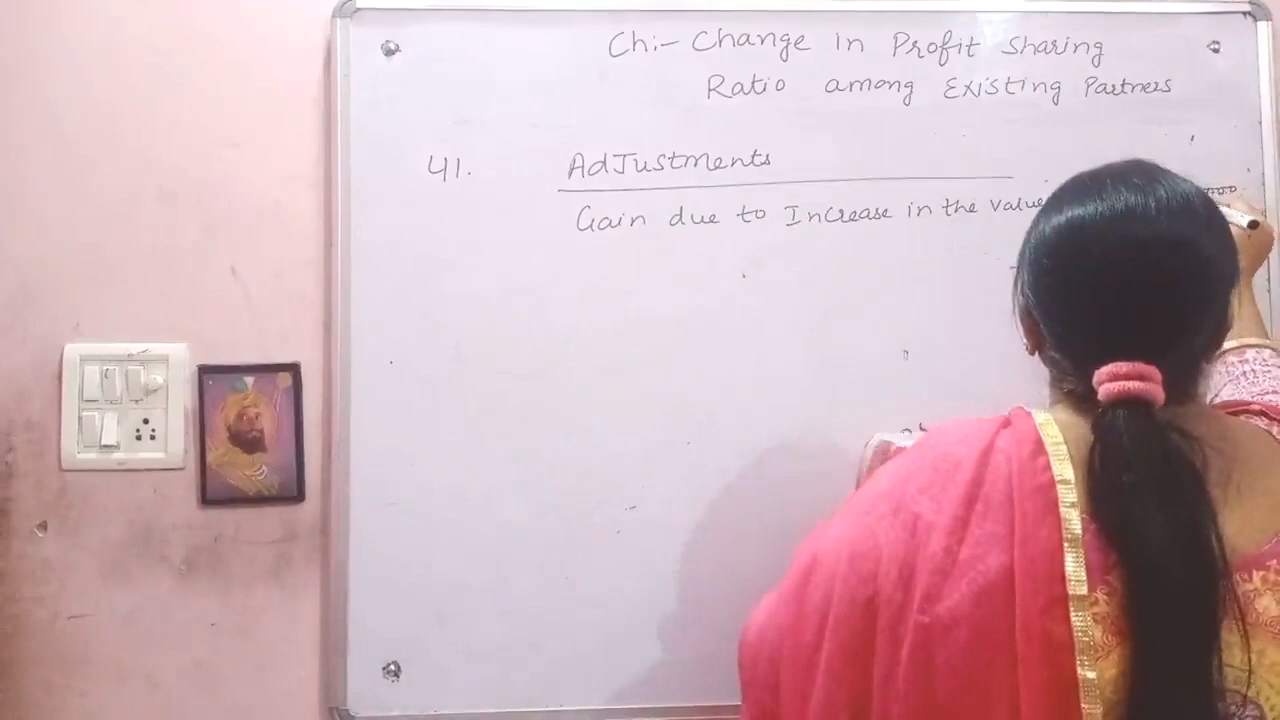 Ch:- Change in Profit Sharing
Ratio among Existing Partners
41. AdJustments
Gain due to Increase in the value